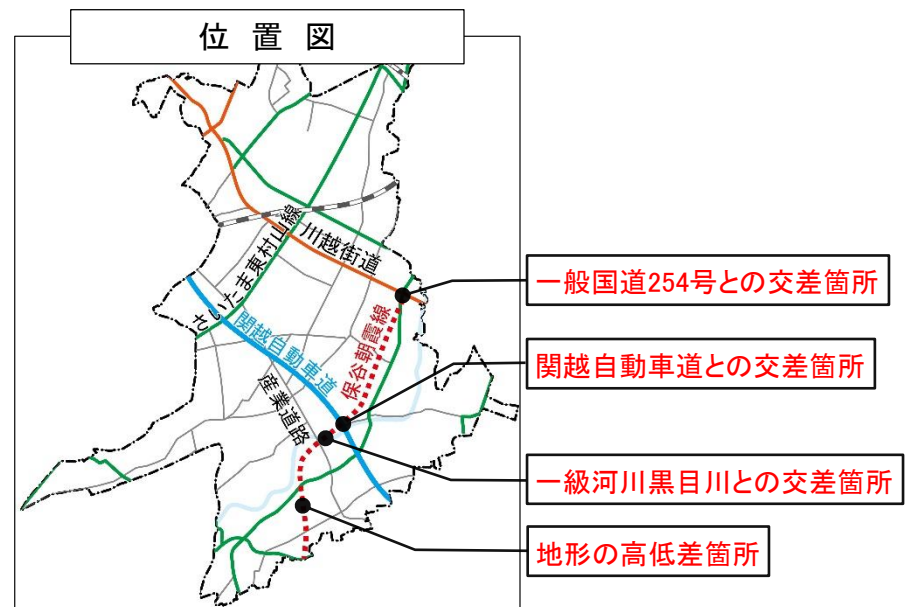 位置図
さいたま東村山線
川越街道
関越自動車道
保谷朝霞線
産業道路
一般国道254号との交差箇所
関越自動車道との交差箇所
一級河川黒目川との交差箇所
地形の高低差箇所